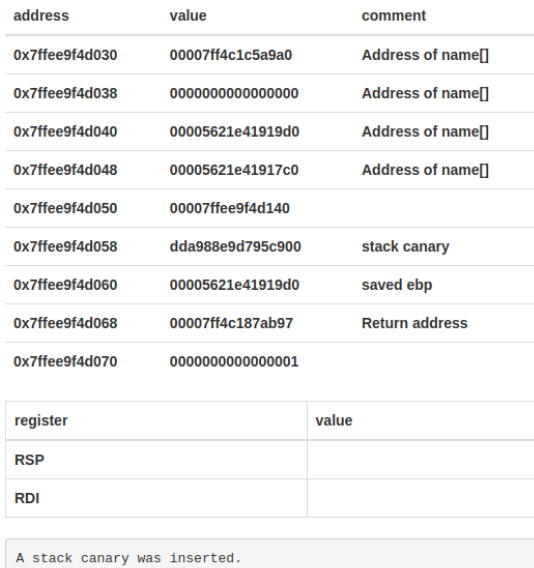 address value comment
0x7ffee9f4d030 00007ff4c1c5a9a0 Address of name[]
0x7ffee9f4d038 0000000000000000 Address of name[]
0x7ffee9f4d040 00005621e41919d0 Address of name[]
0x7ffee9f4d048 00005621e41917c0 Address of name[]
0x7ffee9f4d050 00007ffee9f4d140
0x7ffee9f4d058 dda988e9d795c900 stack canary
0x7ffee9f4d060 00005621e41919d0 saved ebp
0x7ffee9f4d068 00007ff4c187ab97 Return address
0x7ffee9f4d070 0000000000000001
register value
RSP
RDI
A stack canary was inserted.